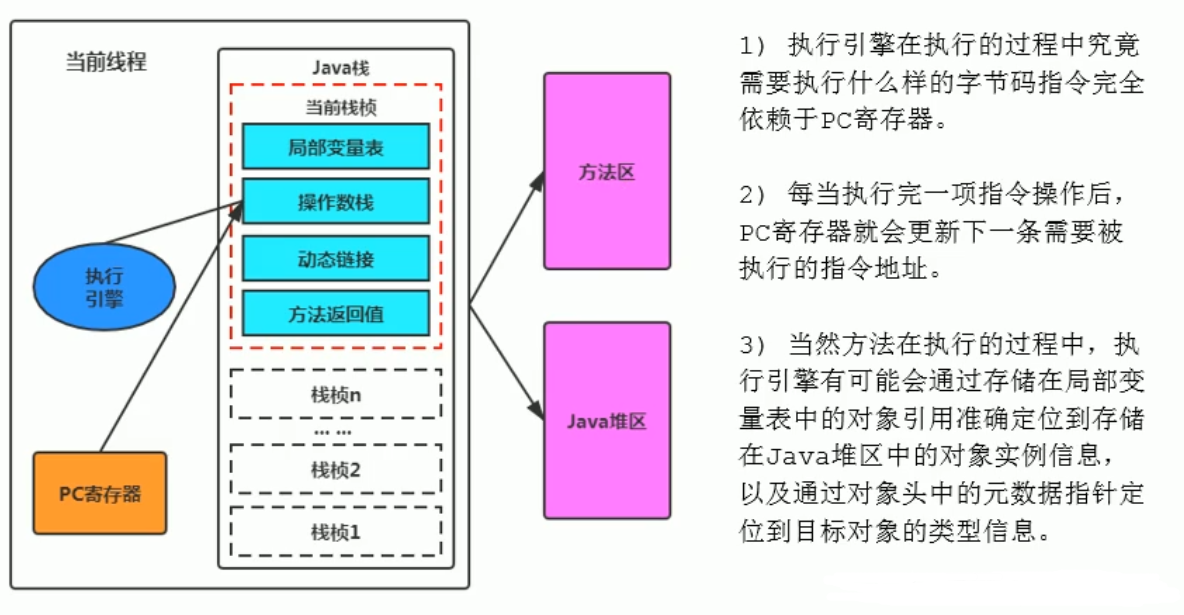 当前线程
Java栈
当前栈桢
局部变量表
操作数栈
动态链接
方法返回值
栈桢n
... ...
栈桢2
栈桢1
执行
引擎
PC寄存器
方法区
Java堆区
1) 执行引擎在执行的过程中究竟
需要执行什么样的字节码指令完全
依赖于PC寄存器。
2) 每当执行完一项指令操作后，
PC寄存器就会更新下一条需要被
执行的指令地址。
3) 当然方法在执行的过程中，执
行引擎有可能会通过存储在局部变
量表中的对象引用准确定位到存储
在Java堆区中的对象实例信息，
以及通过对象头中的元数据指针定
位到目标对象的类型信息。